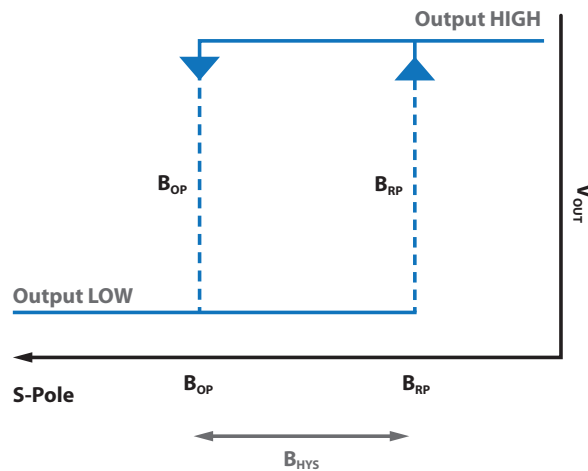 Output HIGH
BOP
BRP
VOUT
Output LOW
S-Pole
BOP
BRP
BHYS